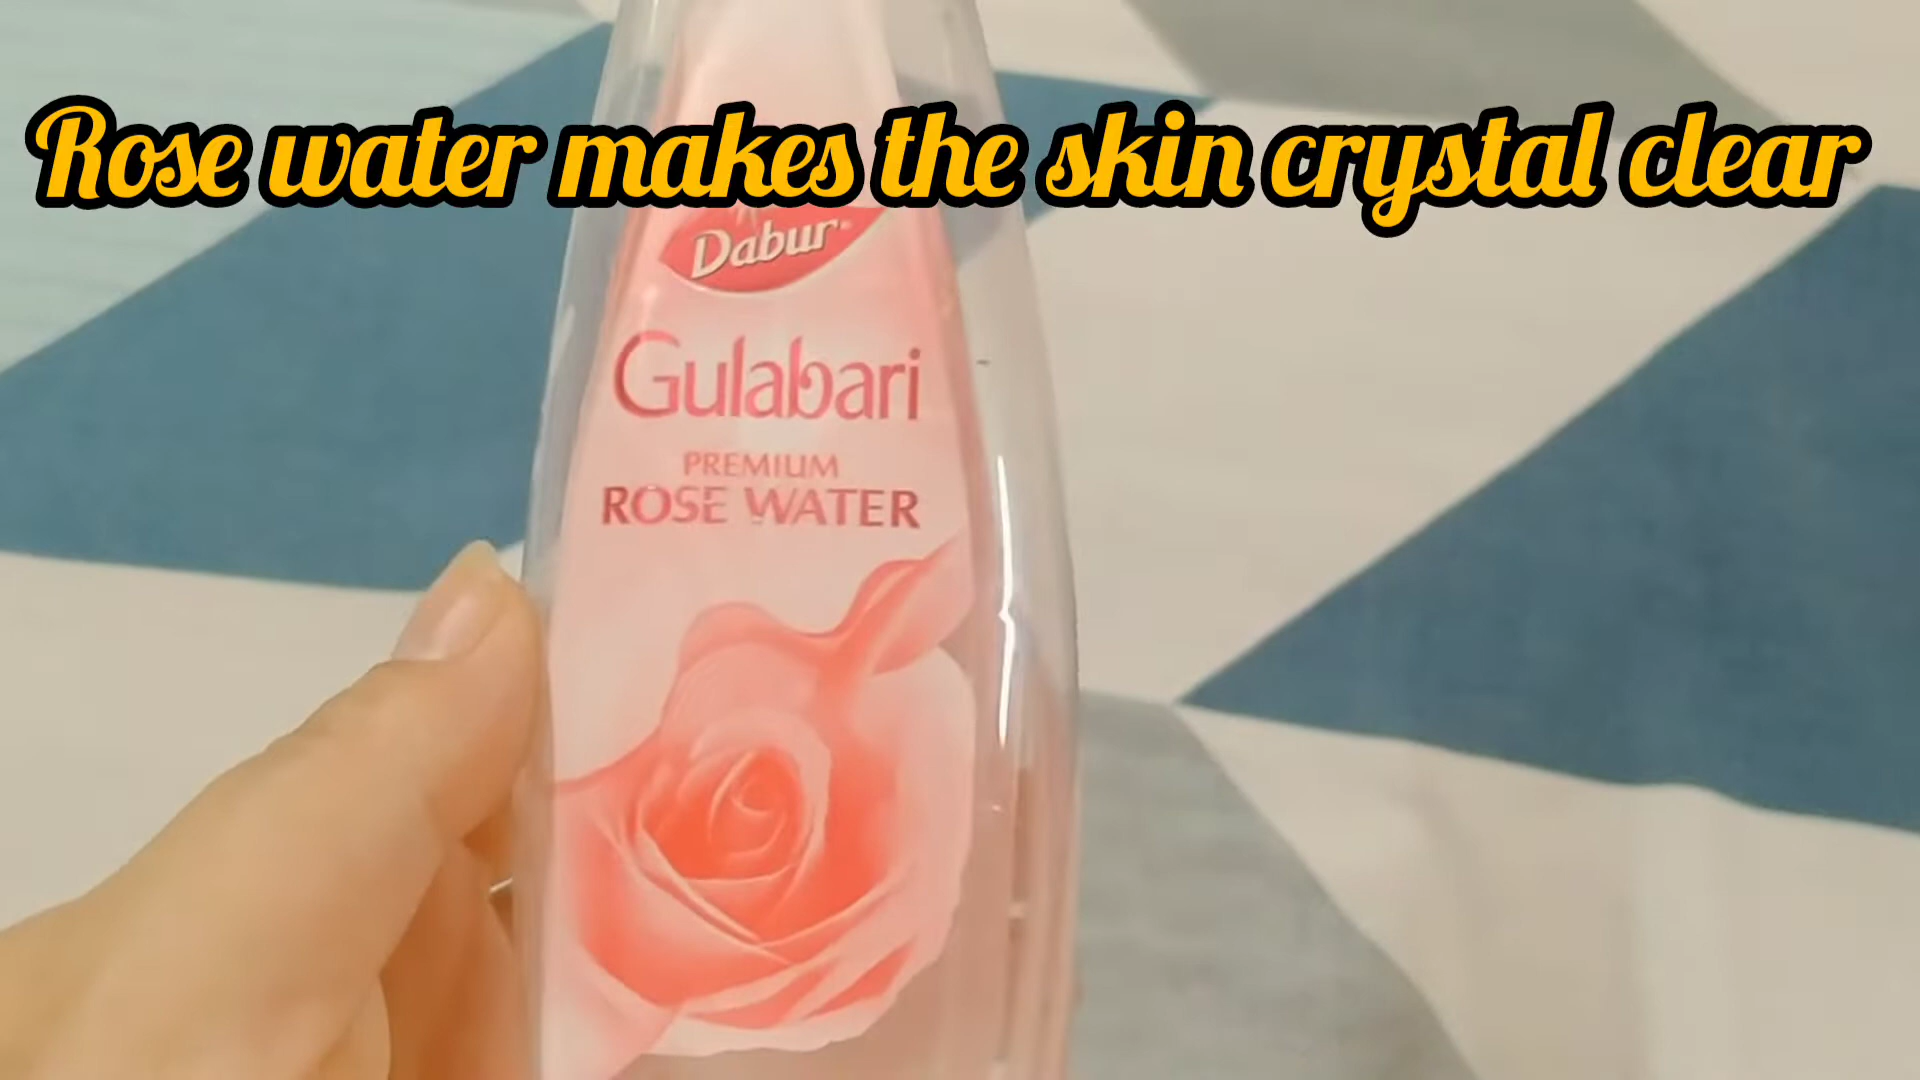 Rose water makes the skin crystal clear
Dabur
Gulabari
PREMIUM
ROSE WATER